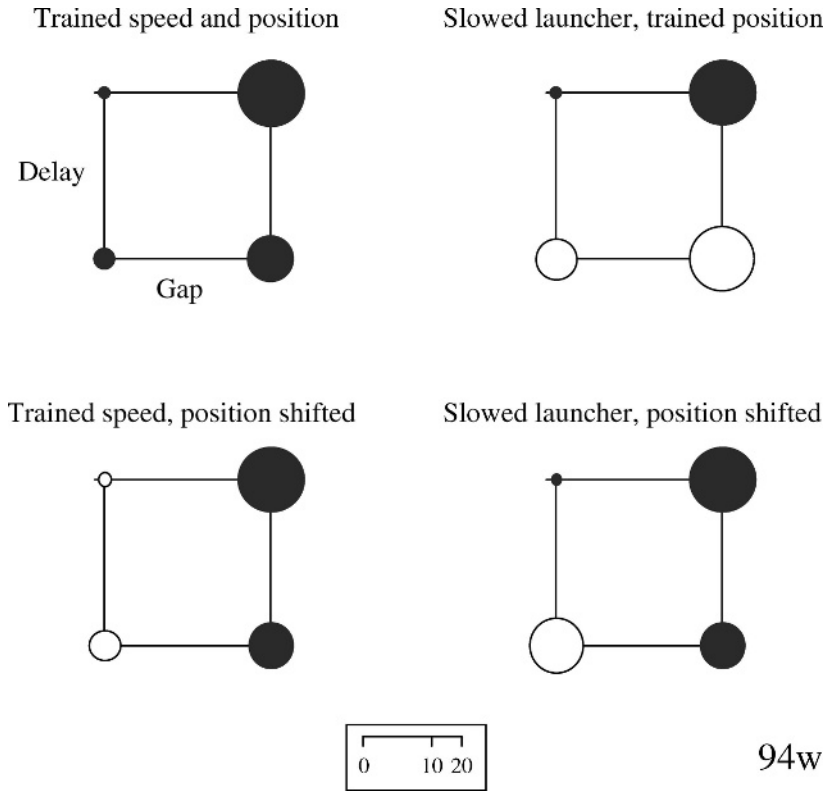 Trained speed and position
Slowed launcher, trained position
Delay
Gap
Trained speed, position shifted
Slowed launcher, position shifted
0 10 20
94w